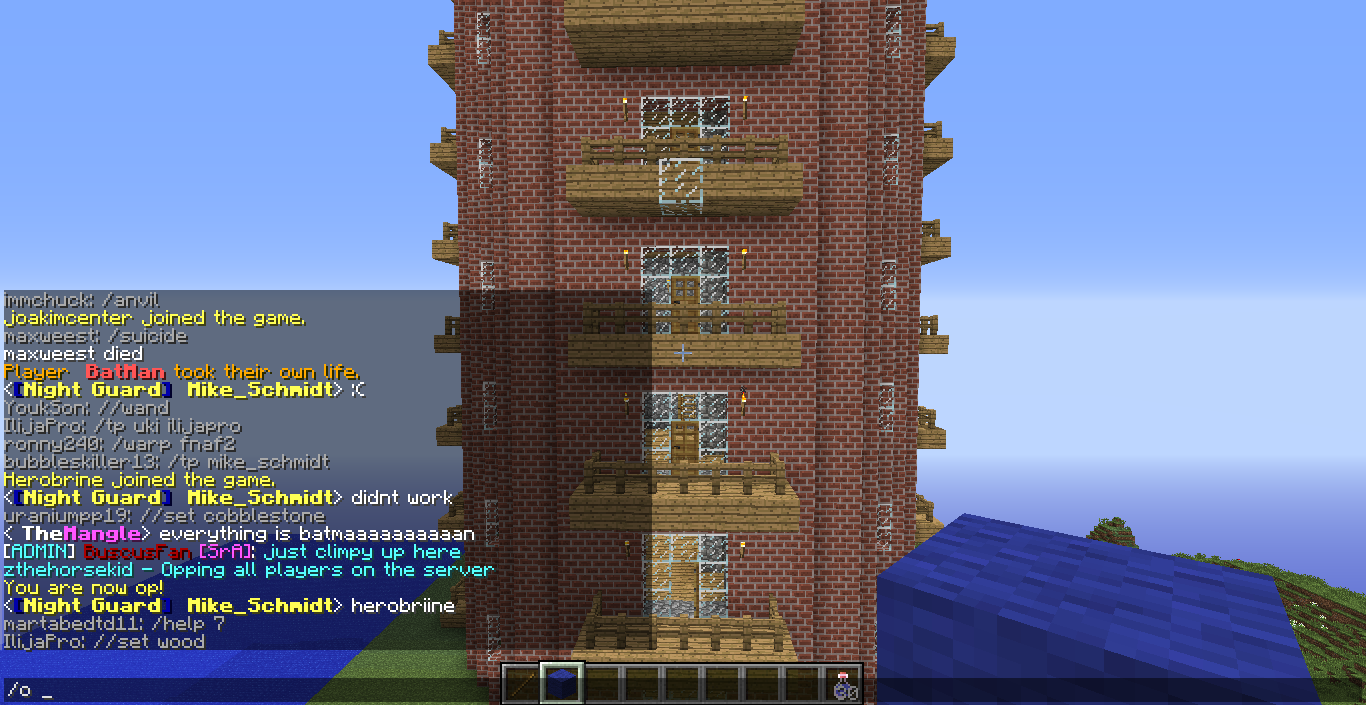 immchuck: /anvil
joakimcenter joined the game.
maxweest: /suicide
maxweest died
Player BatMan took their own life.
<[Night Guard] Mike_Schmidt> :C
YoukSon: //wand
IlijaPro: /tp uki ilijapro
ronny240: /warp fnaf2
bubbleskiller13: /tp mike_schmidt
Herobrine joined the game.
<[Night Guard] Mike_Schmidt> didnt work
uraniumpp19: //set cobblestone
< TheMangle> everything is batmaaaaaaaaaan
[ADMIN] BuscusFan [SrA]: just climpy up here
zthehorsekid - Opping all players on the server
You are now op!
<[Night Guard] Mike_Schmidt> herobriine
martabedtd11: /help 7
IlijaPro: //set wood
/o _